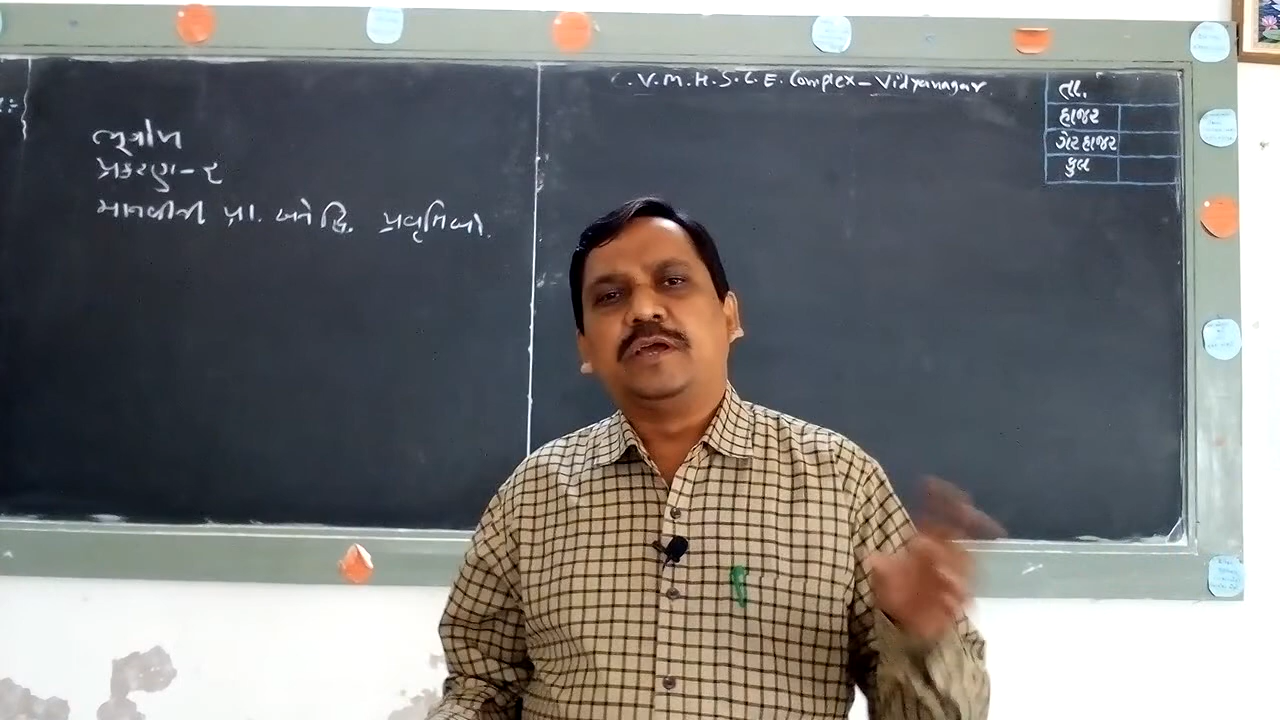 ભૂગોળ
પ્રકરણ-૨
માનવીની પ્રા. અને દ્વિ. પ્રવૃતિઓ.
C.V.M.H.S.C.E. Complex - Vidyanagar
તા.
હાજર
ગેરહાજર
કુલ